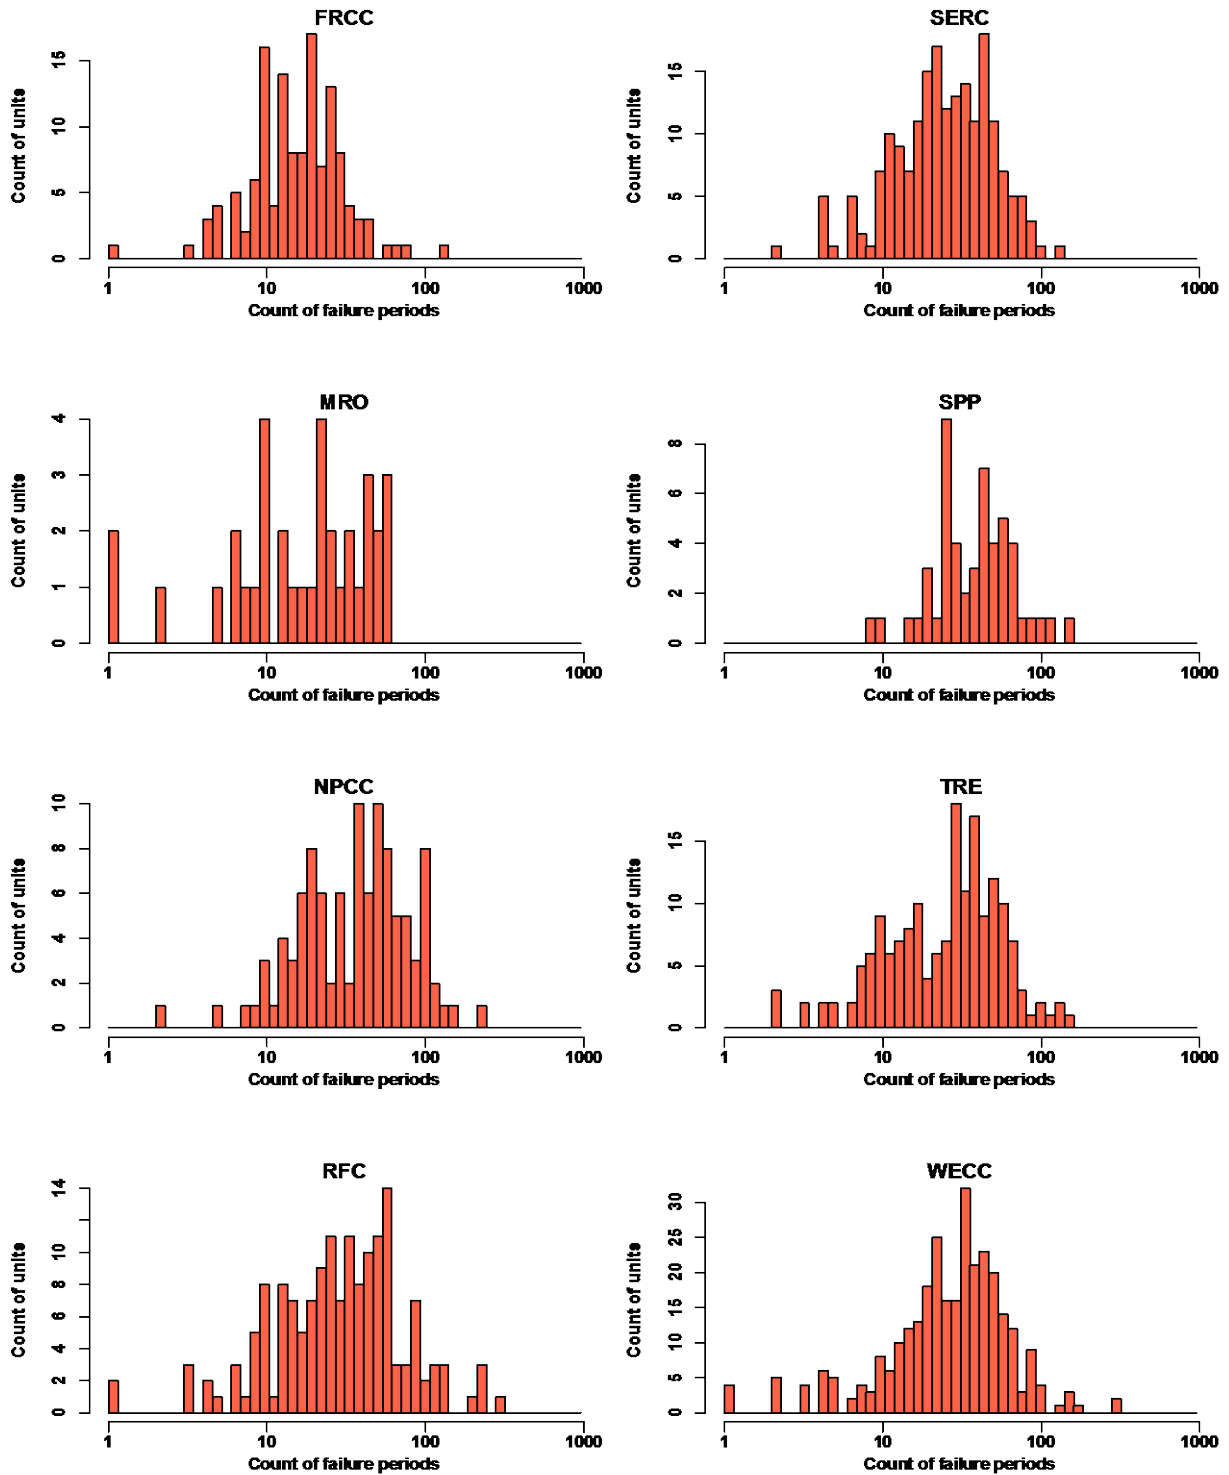 FRCC
Count of units
0 5 10 15
1 10 100 1000
Count of failure periods
SERC
Count of units
0 5 10 15
1 10 100 1000
Count of failure periods
MRO
Count of units
0 1 2 3 4
1 10 100 1000
Count of failure periods
SPP
Count of units
0 2 4 6 8
1 10 100 1000
Count of failure periods
NPCC
Count of units
0 2 4 6 8 10
1 10 100 1000
Count of failure periods
TRE
Count of units
0 5 10 15
1 10 100 1000
Count of failure periods
RFC
Count of units
0 2 4 6 8 10 14
1 10 100 1000
Count of failure periods
WECC
Count of units
0 5 10 15 20 25 30
1 10 100 1000
Count of failure periods